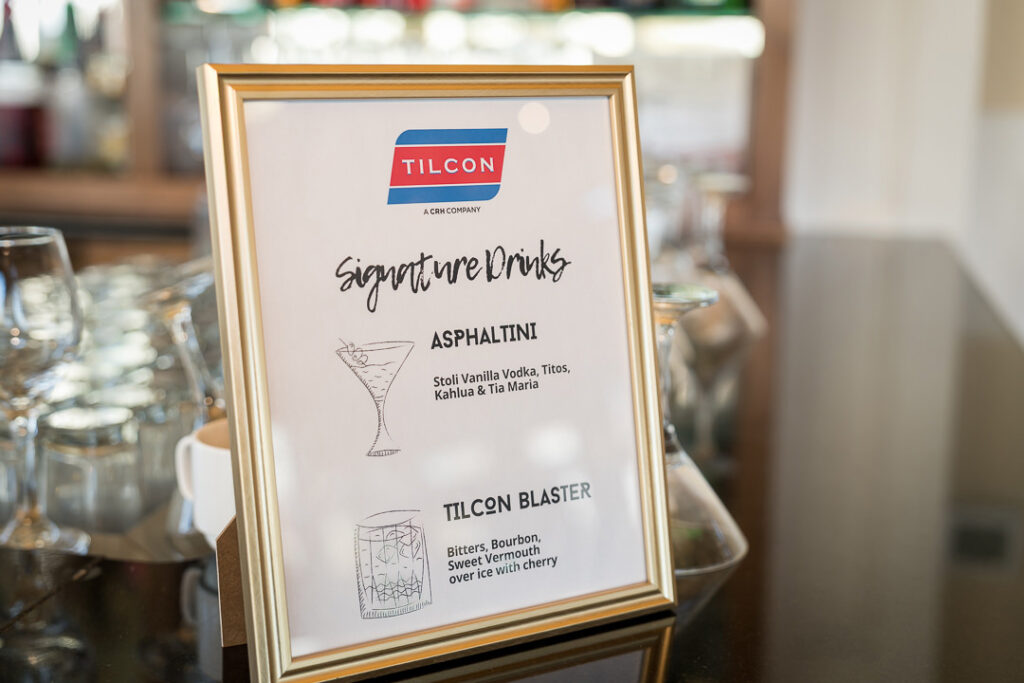 TILCON
A CRH COMPANY
Signature Drinks
ASPHALTINI
Stoli Vanilla Vodka, Titos,
Kahlua & Tia Maria
TILCON BLASTER
Bitters, Bourbon,
Sweet Vermouth
over ice with cherry